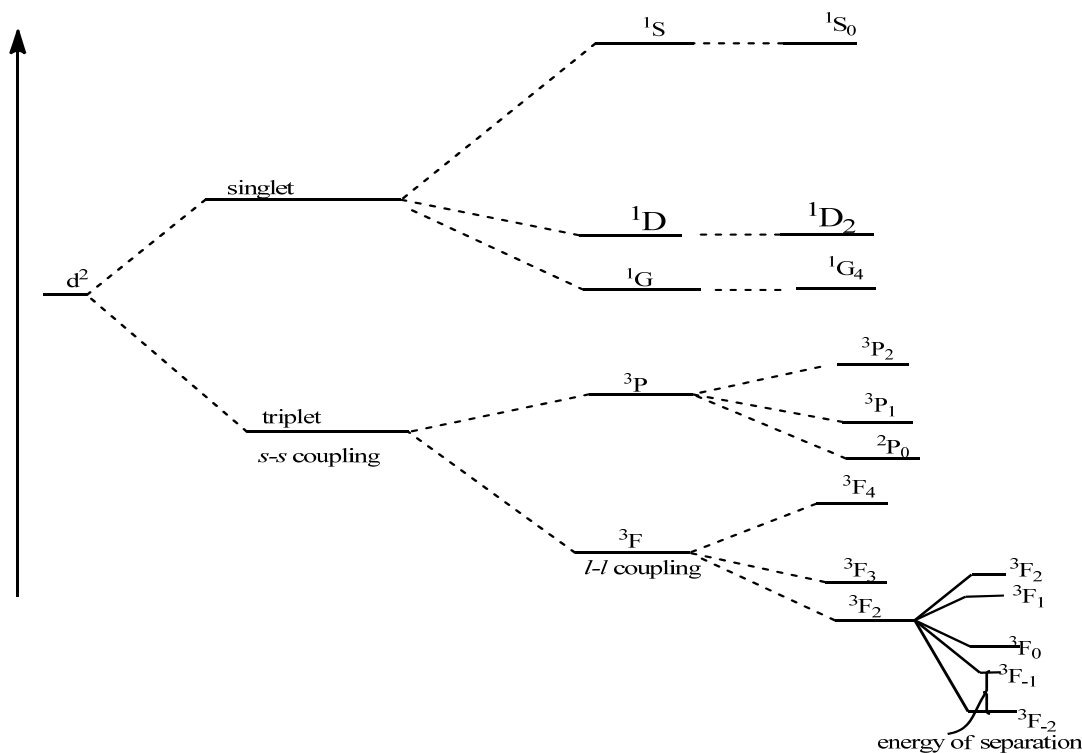 ¹S
¹S₀
singlet
¹D
¹D₂
d²
¹G
¹G₄
³P₂
³P
triplet
³P₁
s-s coupling
²P₀
³F₄
³F
l-l coupling
³F₃
³F₂
³F₂
³F₁
³F₀
³F₋₁
³F₋₂
energy of separation